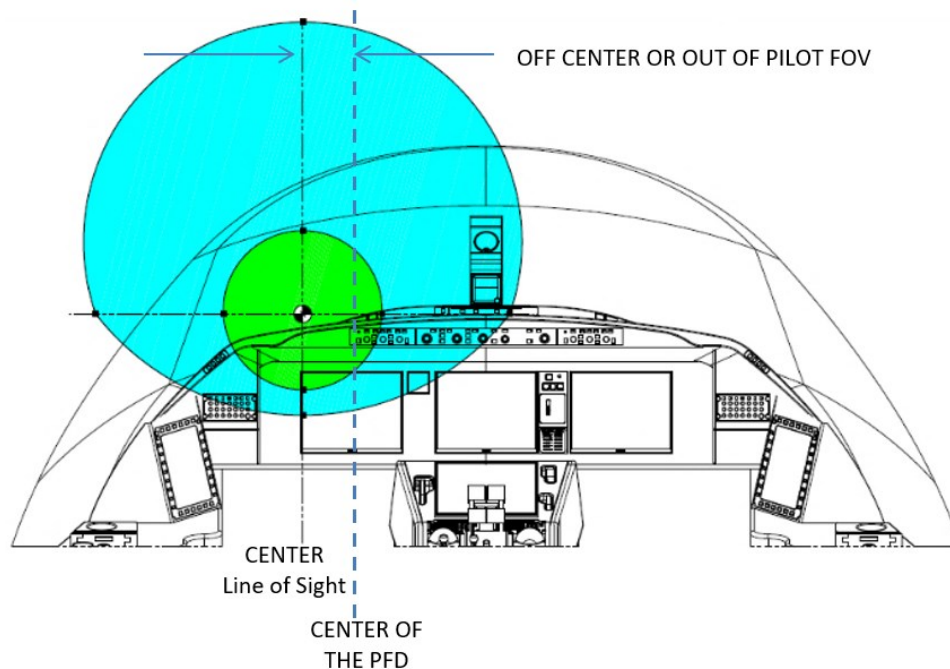 OFF CENTER OR OUT OF PILOT FOV
CENTER
Line of Sight
CENTER OF
THE PFD